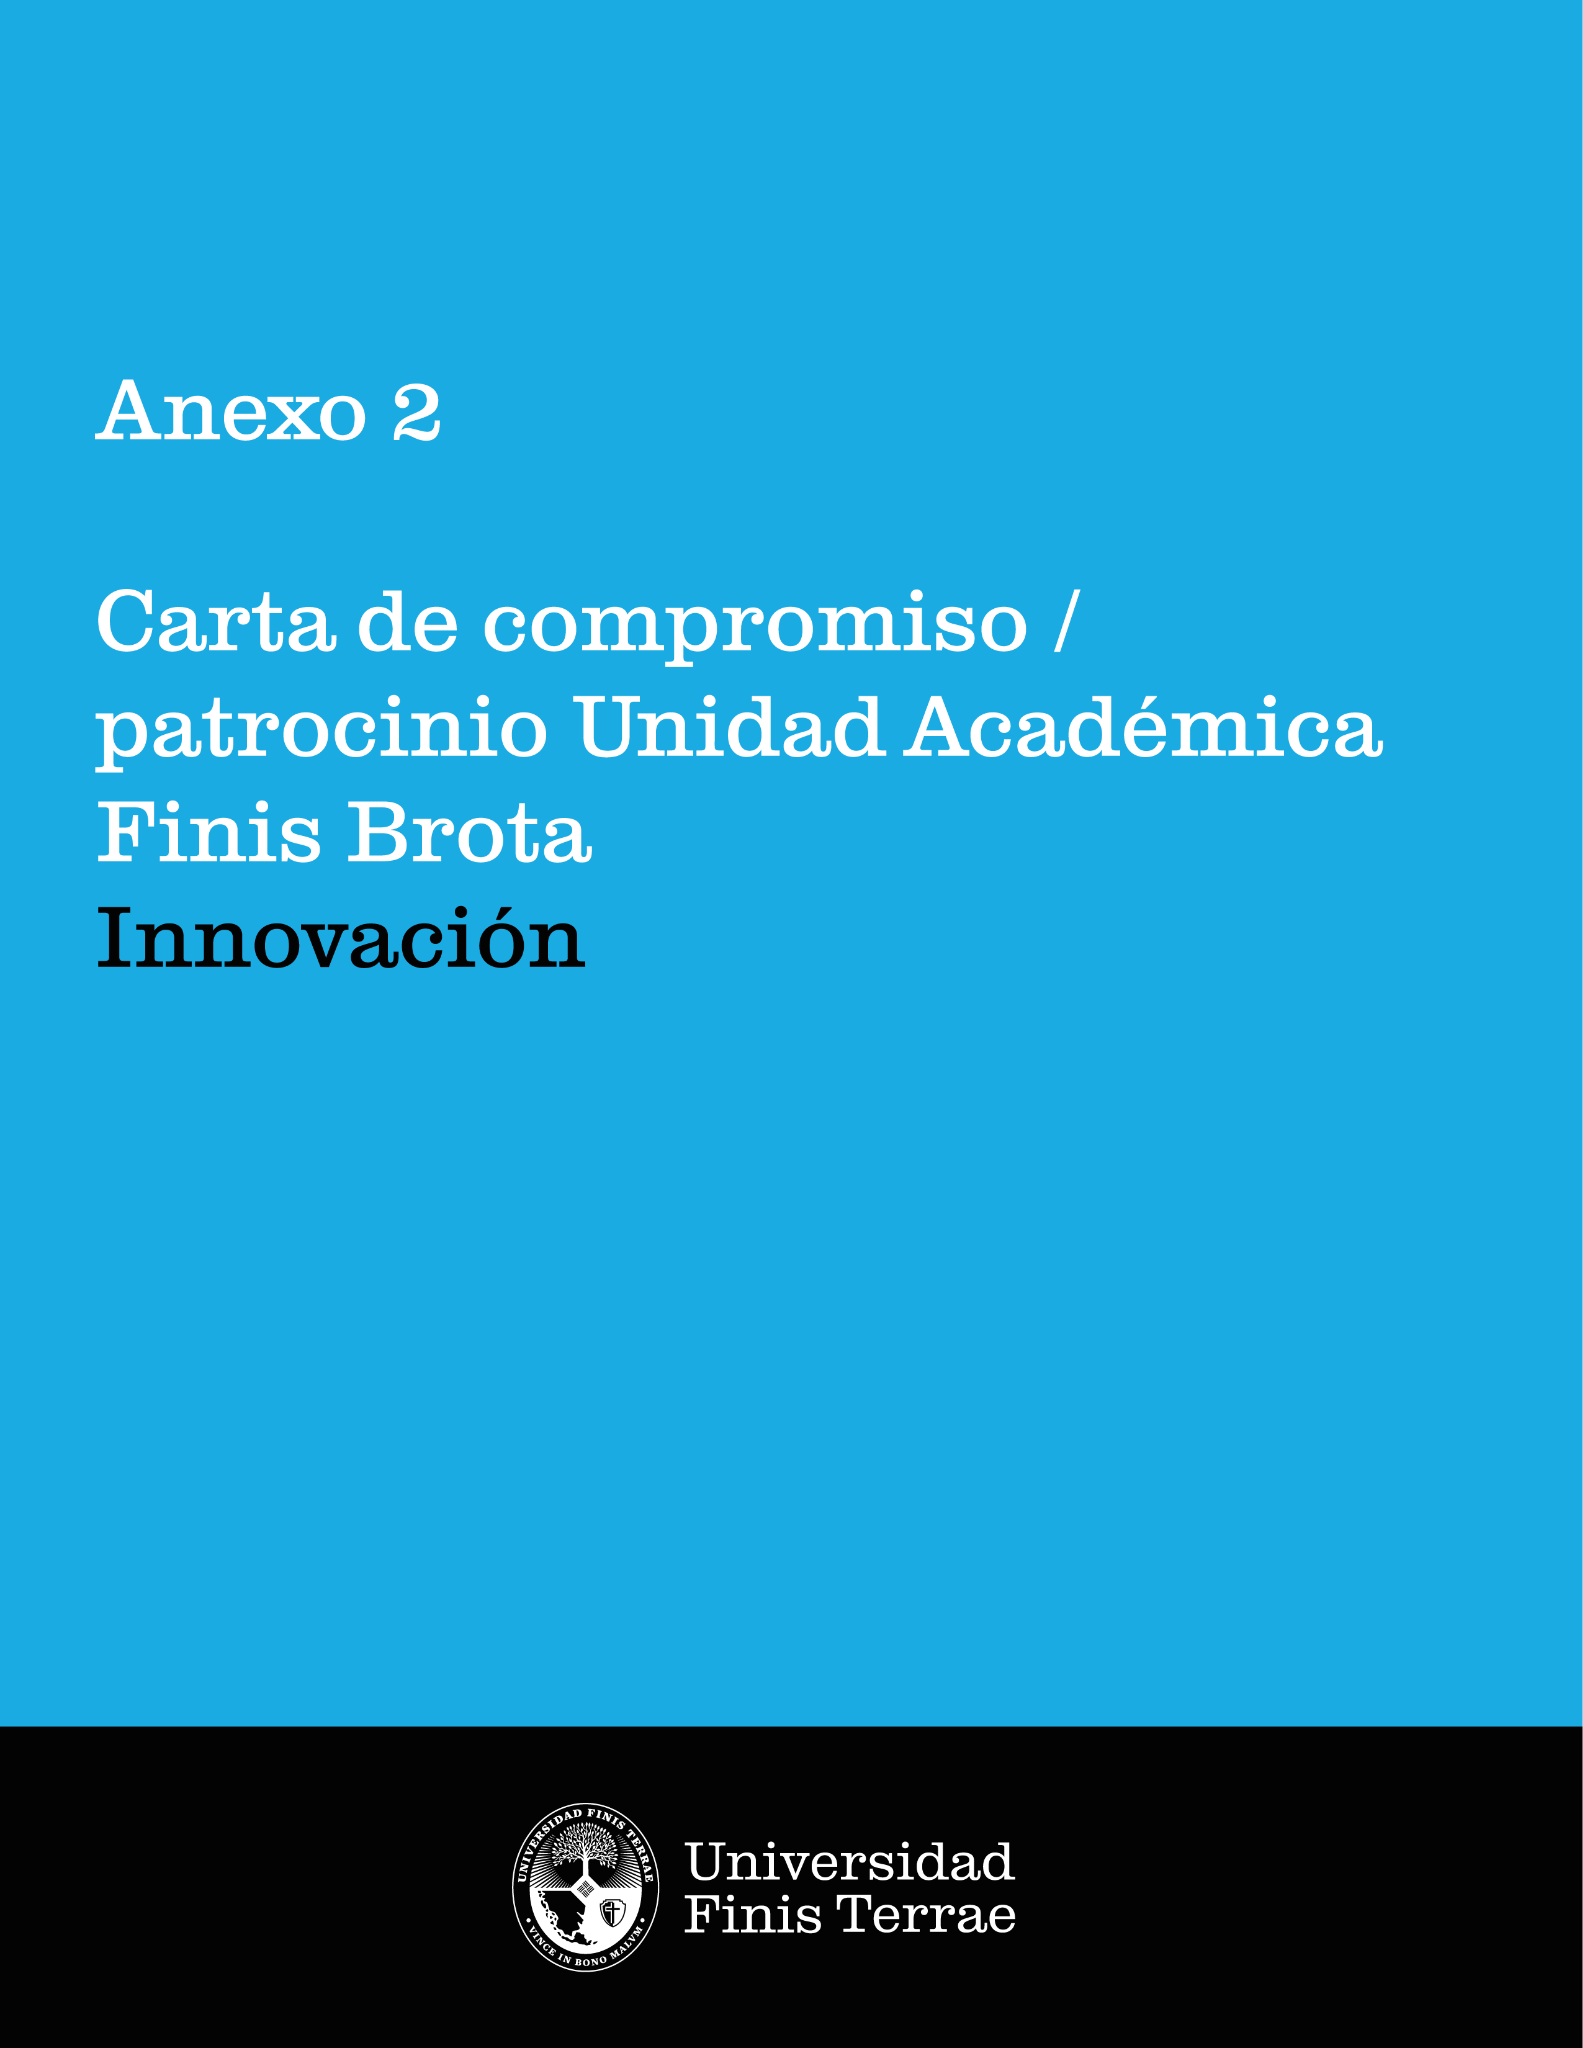 Anexo 2
Carta de compromiso /
patrocinio Unidad Académica
Finis Brota
Innovación
UNIVERSIDAD FINIS TERRAE
VINCE IN BONO MALVM
Universidad
Finis Terrae